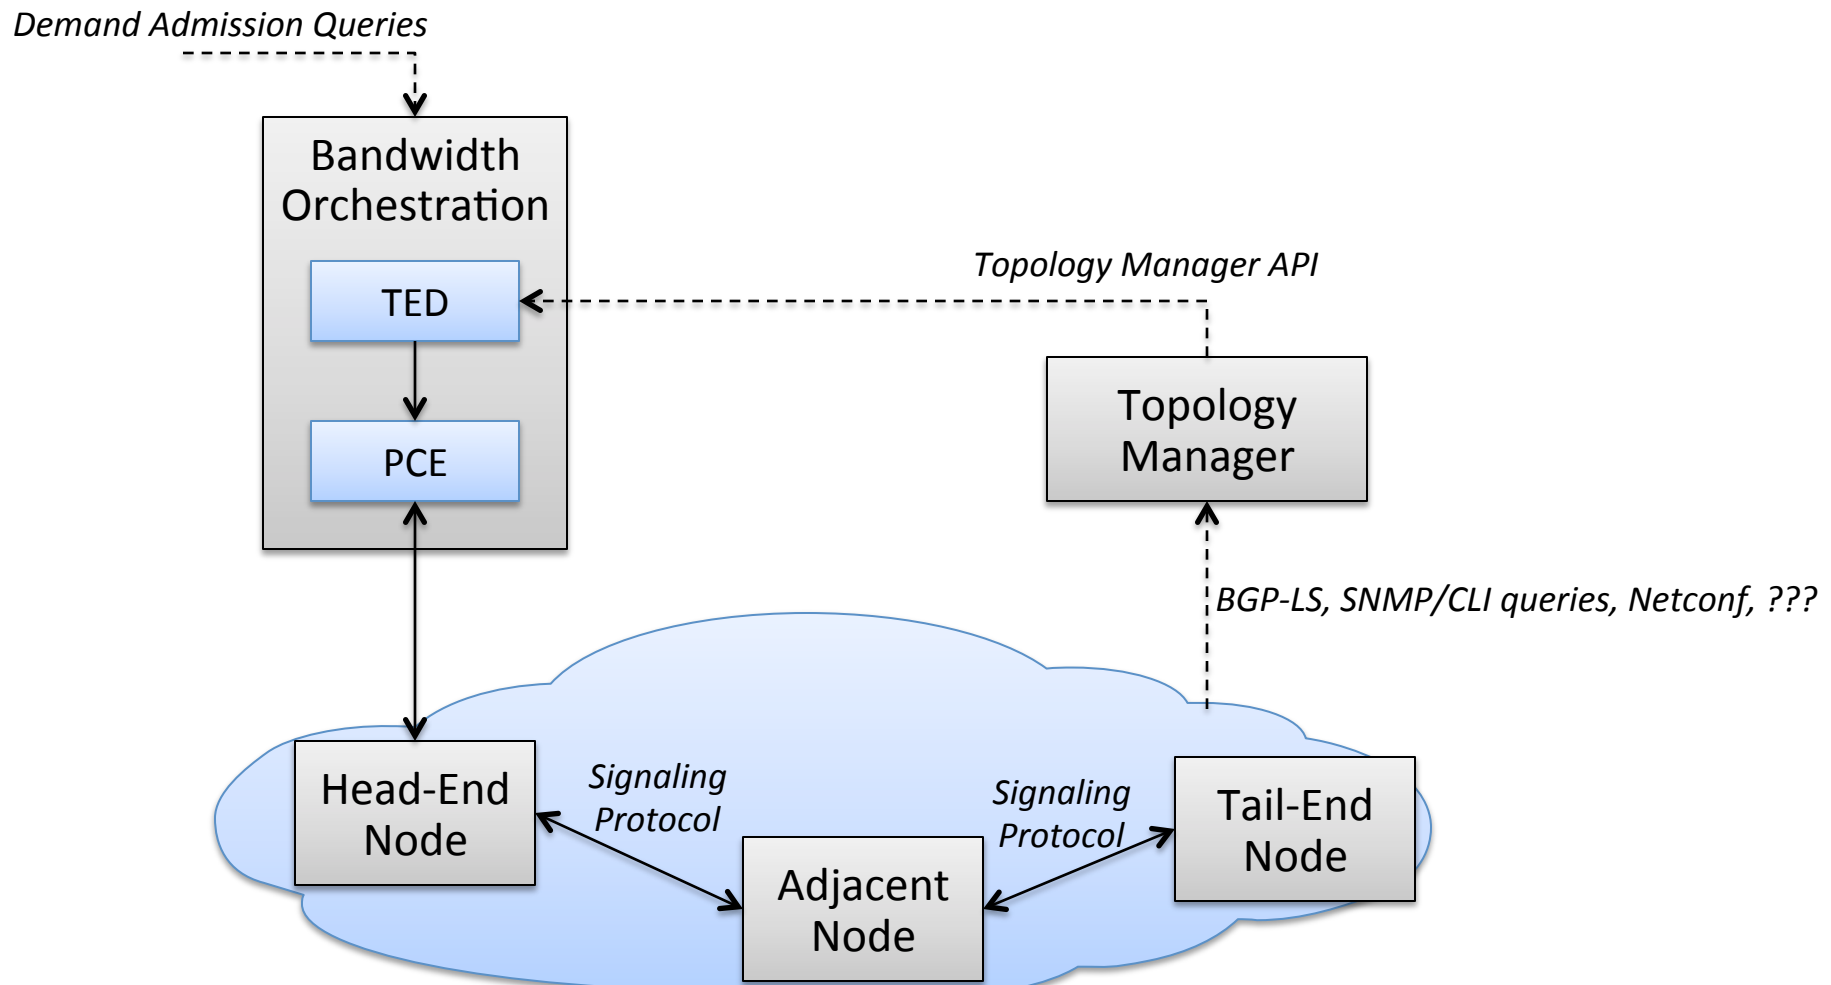 Demand Admission Queries
Bandwidth
Orchestration
TED
Topology Manager API
PCE
Topology
Manager
BGP-LS, SNMP/CLI queries, Netconf, ???
Head-End
Node
Signaling
Protocol
Signaling
Protocol
Tail-End
Node
Adjacent
Node